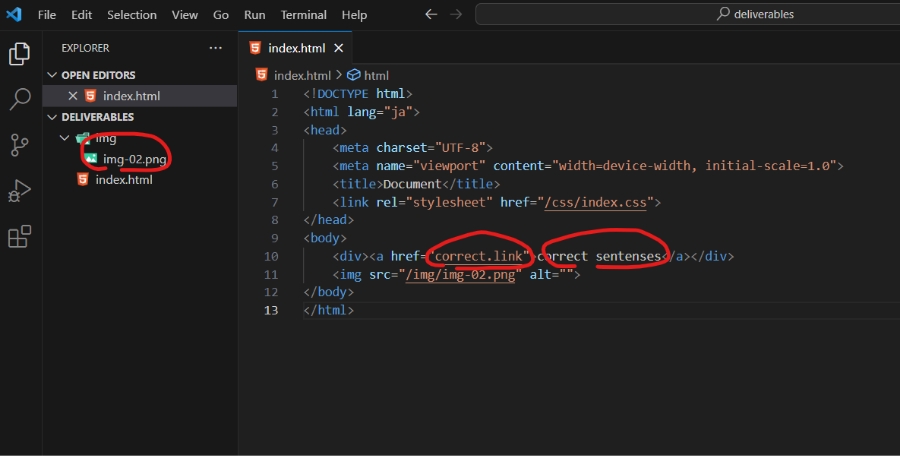 File Edit Selection View Go Run Terminal Help
deliverables
EXPLORER
index.html
OPEN EDITORS
index.html > html
index.html
1 <!DOCTYPE html>
DELIVERABLES
2 <html lang="ja">
img
3 <head>
img-02.png
4 <meta charset="UTF-8">
index.html
5 <meta name="viewport" content="width=device-width, initial-scale=1.0">
6 <title>Document</title>
7 <link rel="stylesheet" href="/css/index.css">
8 </head>
9 <body>
10 <div><a href="correct.link">correct sentenses</a></div>
11 <img src="/img/img-02.png" alt="">
12 </body>
13 </html>